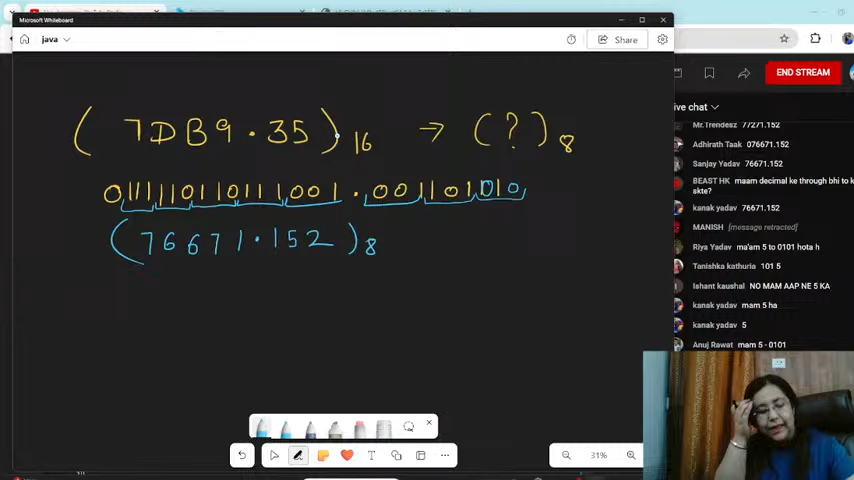 Microsoft Whiteboard
java
Share
END STREAM
ive chat
( 7DB9.35 )16 → ( ? )8
0111110110111001.001101010
( 76671.152 )8
Mr.Trendesz 77271.152
Adhirath Taak 076671.152
Sanjay Yadav 76671.152
BEAST HK maam decimal ke through bhi to k
akte?
kanak yadav 76671.152
MANISH [message retracted]
Riya Yadav ma'am 5 to 0101 hota h
Tanishka kathuria 101 5
Ishant kaushal NO MAM AAP NE 5 KA
kanak yadav mam 5 ha
kanak yadav 5
Anuj Rawat mam 5 - 0101
31%